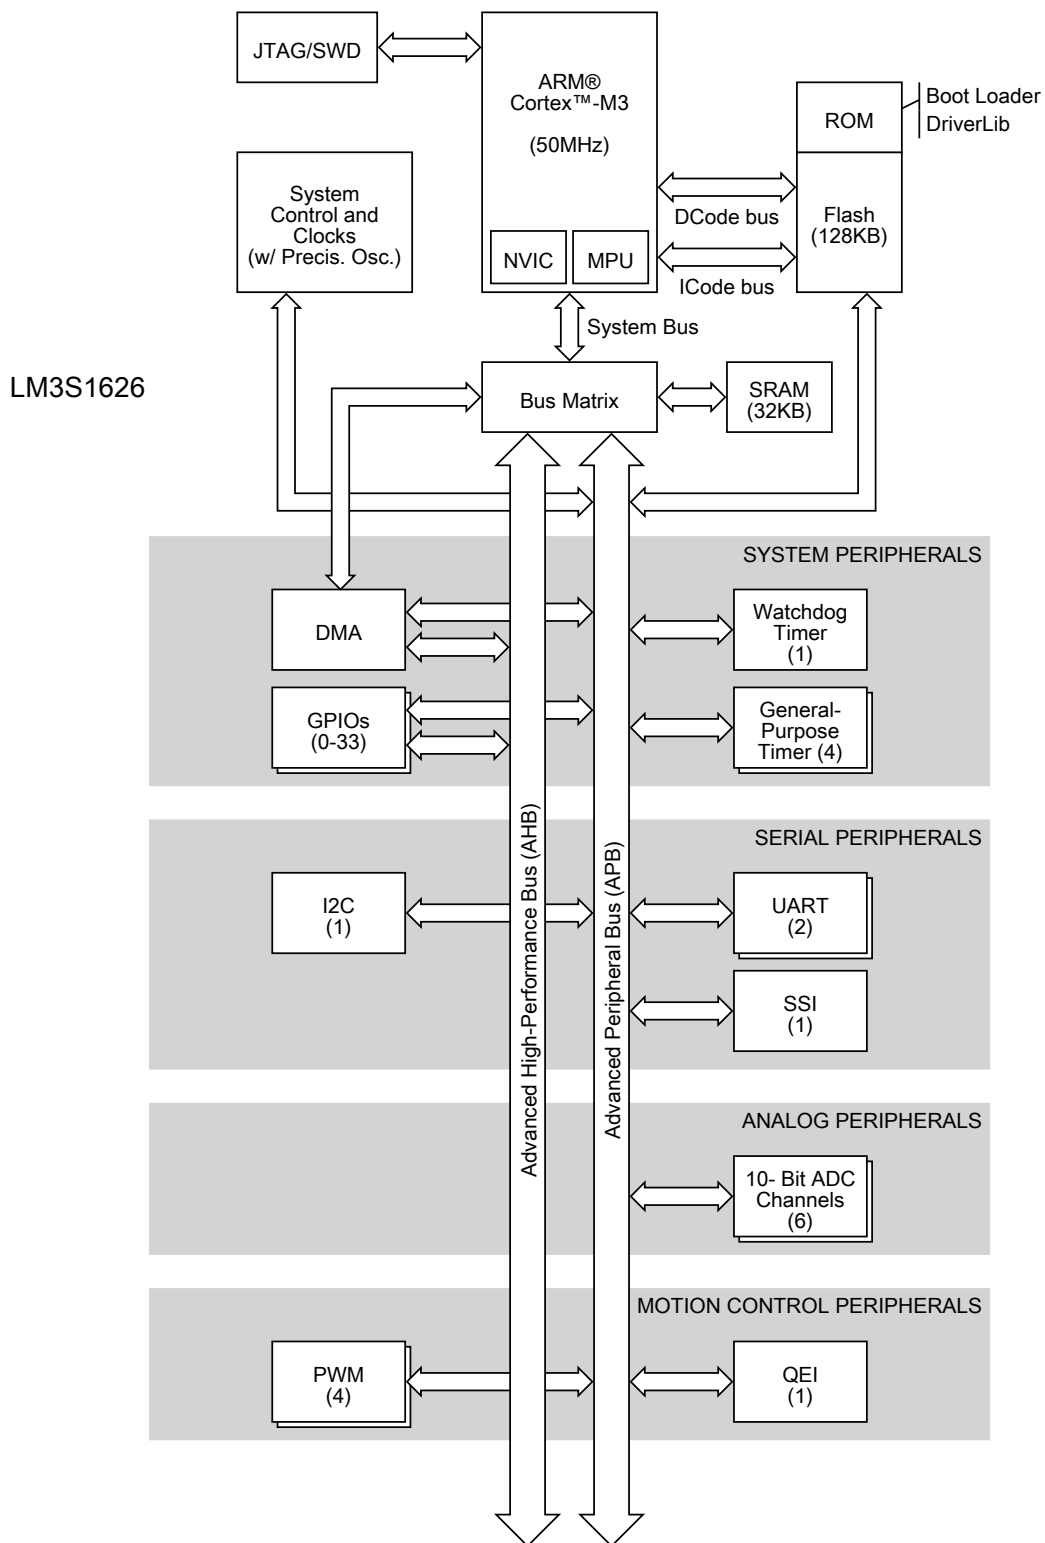 JTAG/SWD
ARM®
Cortex™-M3
(50MHz)
NVIC
MPU
ROM
Boot Loader
DriverLib
Flash
(128KB)
DCode bus
ICode bus
System
Control and
Clocks
(w/ Precis. Osc.)
System Bus
LM3S1626
Bus Matrix
SRAM
(32KB)
SYSTEM PERIPHERALS
DMA
Watchdog
Timer
(1)
GPIOs
(0-33)
General-
Purpose
Timer (4)
Advanced High-Performance Bus (AHB)
Advanced Peripheral Bus (APB)
SERIAL PERIPHERALS
I2C
(1)
UART
(2)
SSI
(1)
ANALOG PERIPHERALS
10- Bit ADC
Channels
(6)
MOTION CONTROL PERIPHERALS
PWM
(4)
QEI
(1)